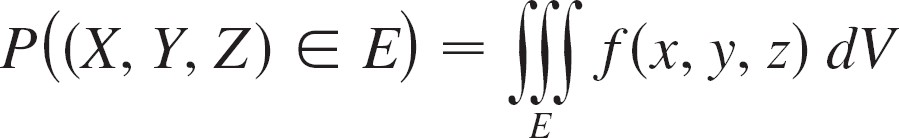 P((X, Y, Z) ∈ E) = ∭_E f(x, y, z) dV